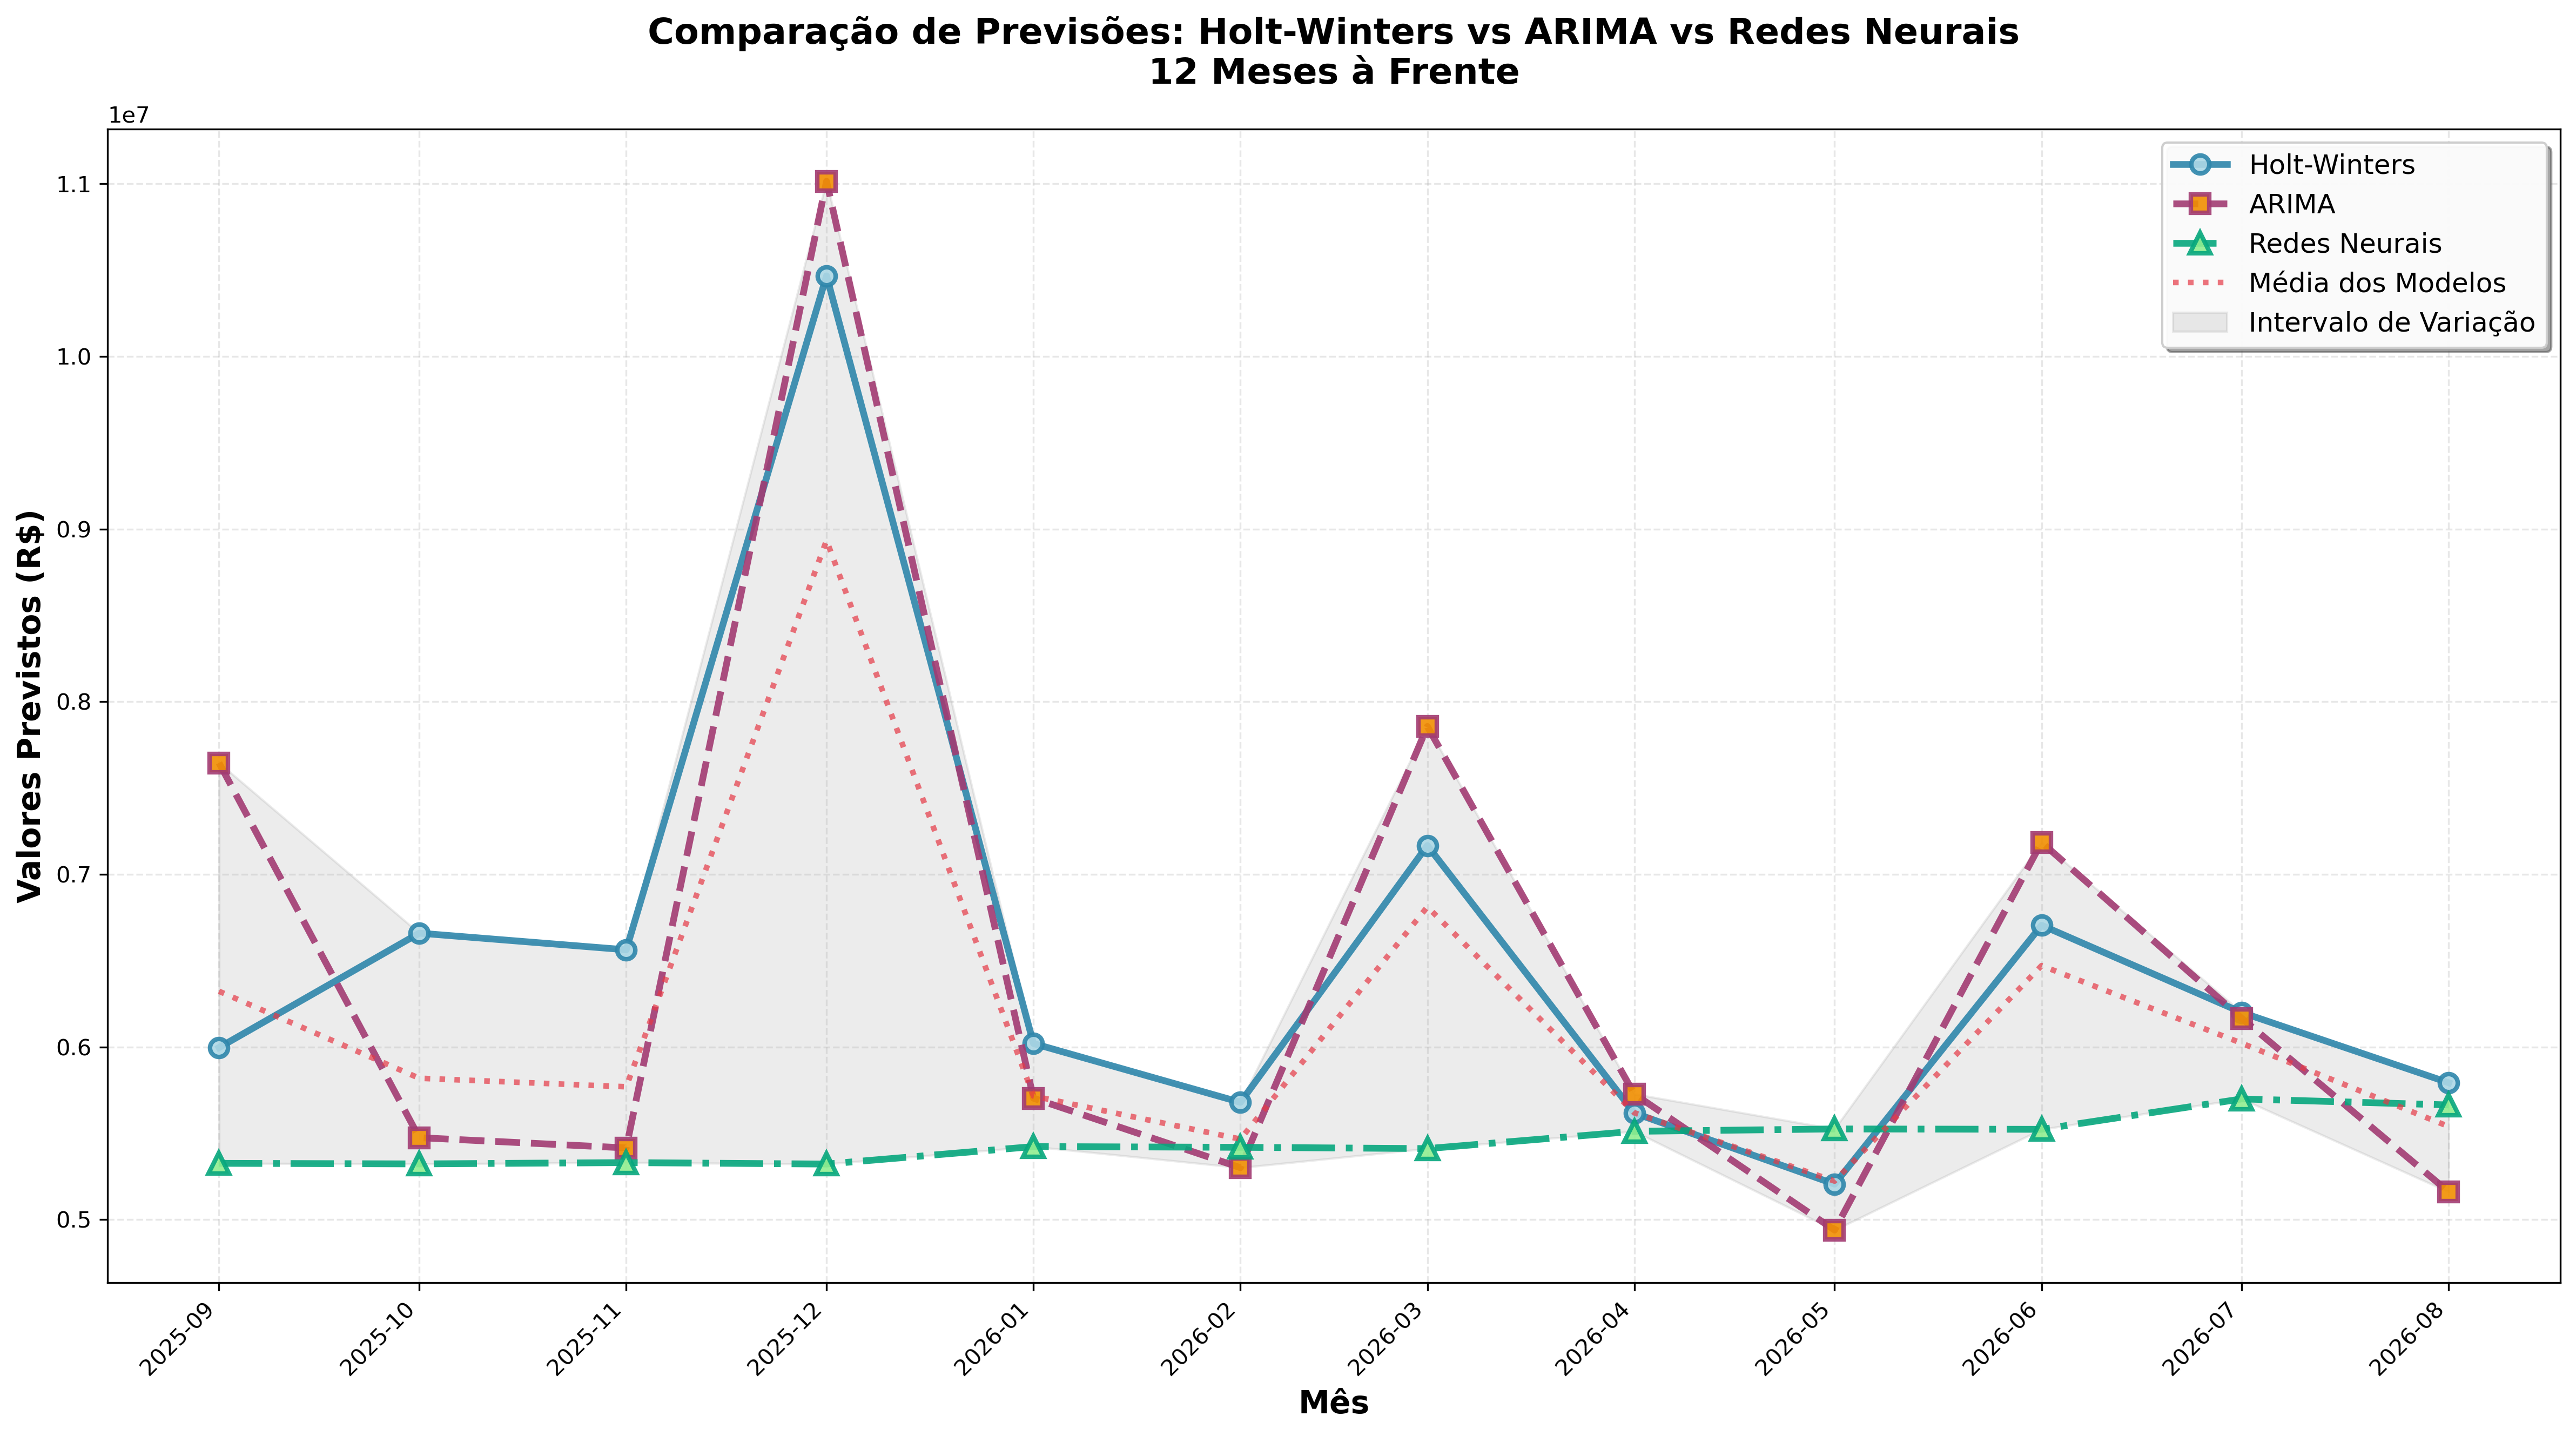 Comparação de Previsões: Holt-Winters vs ARIMA vs Redes Neurais
12 Meses à Frente
1e7
Holt-Winters
ARIMA
Redes Neurais
Média dos Modelos
Intervalo de Variação
Valores Previstos (R$)
1.1
1.0
0.9
0.8
0.7
0.6
0.5
2025-09
2025-10
2025-11
2025-12
2026-01
2026-02
2026-03
2026-04
2026-05
2026-06
2026-07
2026-08
Mês